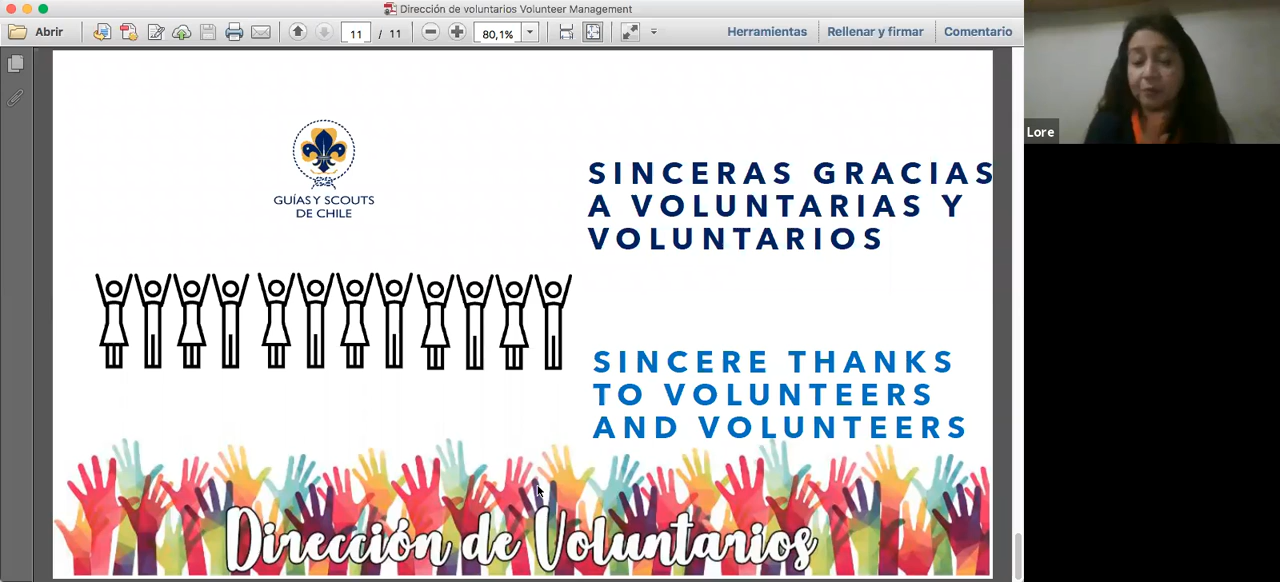 Dirección de voluntarios Volunteer Management
Abrir
11 / 11
80,1%
Herramientas
Rellenar y firmar
Comentario
GUÍAS Y SCOUTS
DE CHILE
SINCERAS GRACIAS
A VOLUNTARIAS Y
VOLUNTARIOS
SINCERE THANKS
TO VOLUNTEERS
AND VOLUNTEERS
Dirección de Voluntarios
Lore